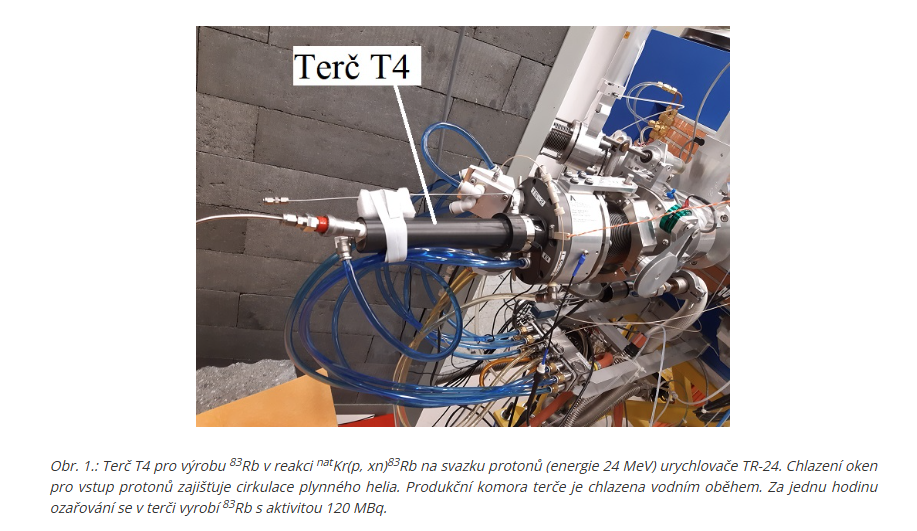 Terč T4
Obr. 1.: Terč T4 pro výrobu ⁸³Rb v reakci ⁿᵃᵗKr(p, xn)⁸³Rb na svazku protonů (energie 24 MeV) urychlovače TR-24. Chlazení oken
pro vstup protonů zajišťuje cirkulace plynného helia. Produkční komora terče je chlazena vodním oběhem. Za jednu hodinu
ozařování se v terči vyrobí ⁸³Rb s aktivitou 120 MBq.